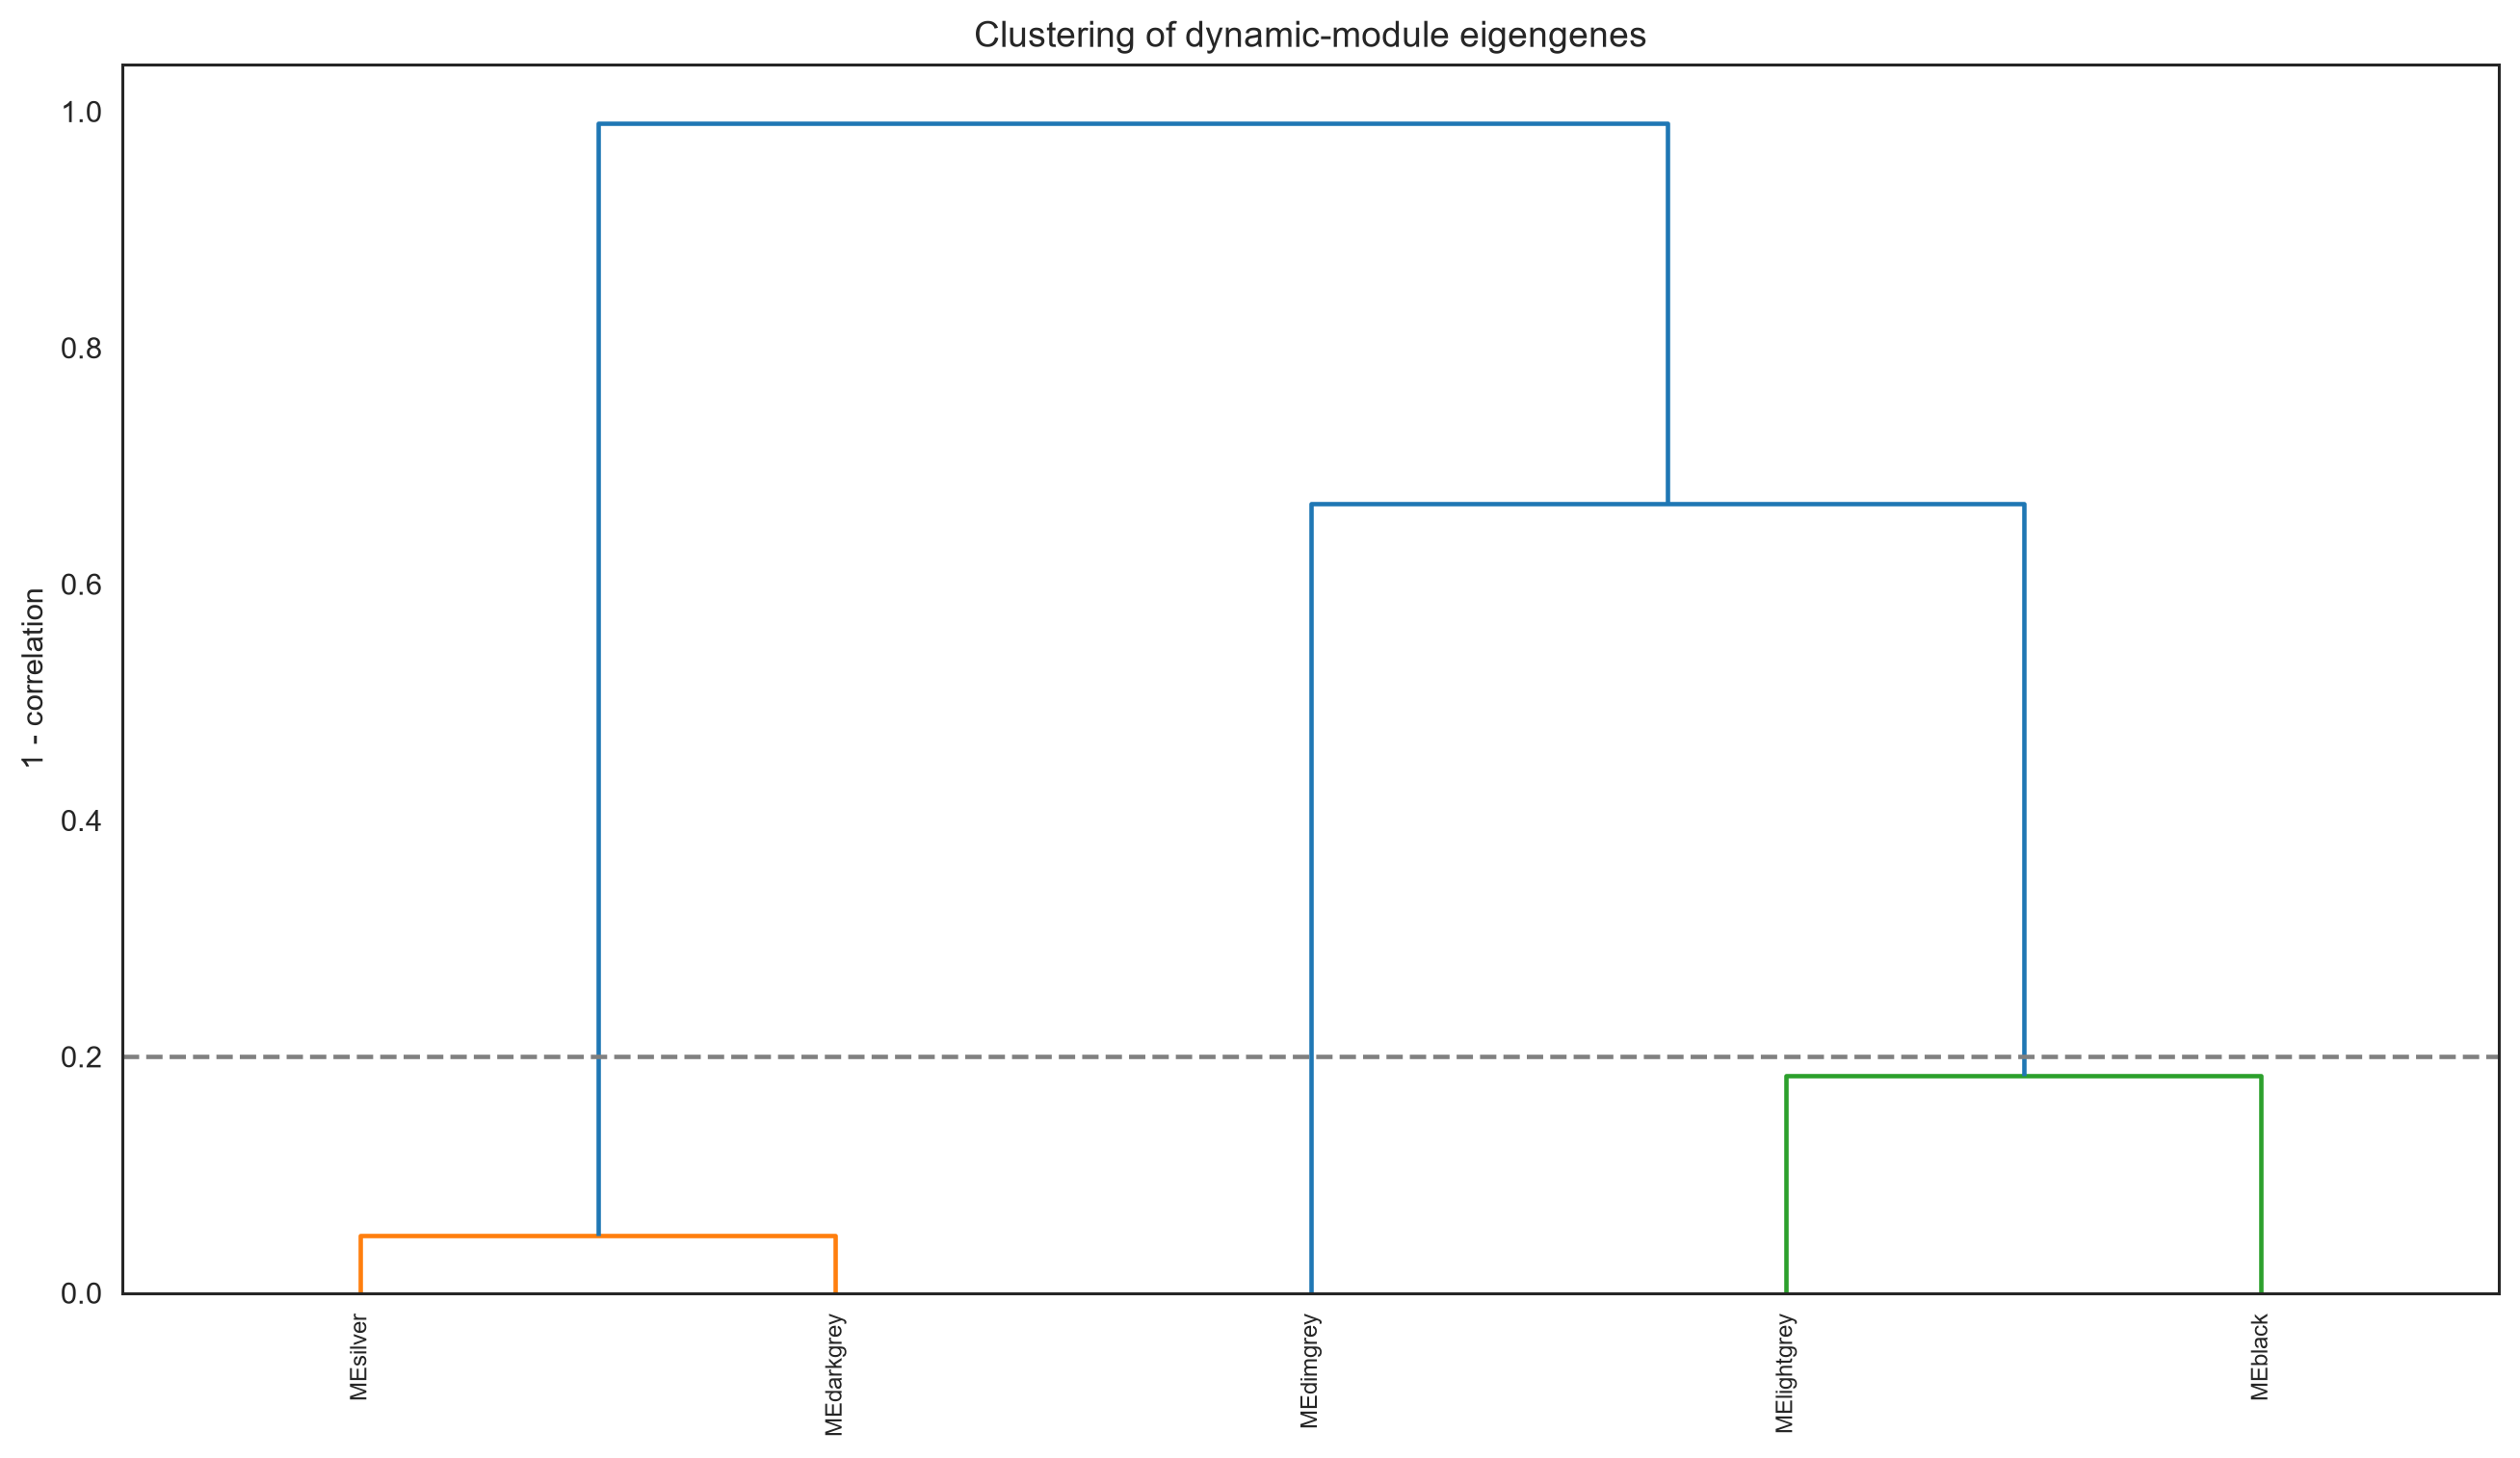 Clustering of dynamic-module eigengenes
1.0
0.8
0.6
0.4
0.2
0.0
1 - correlation
MEsilver
MEdarkgrey
MEdimgrey
MElightgrey
MEblack